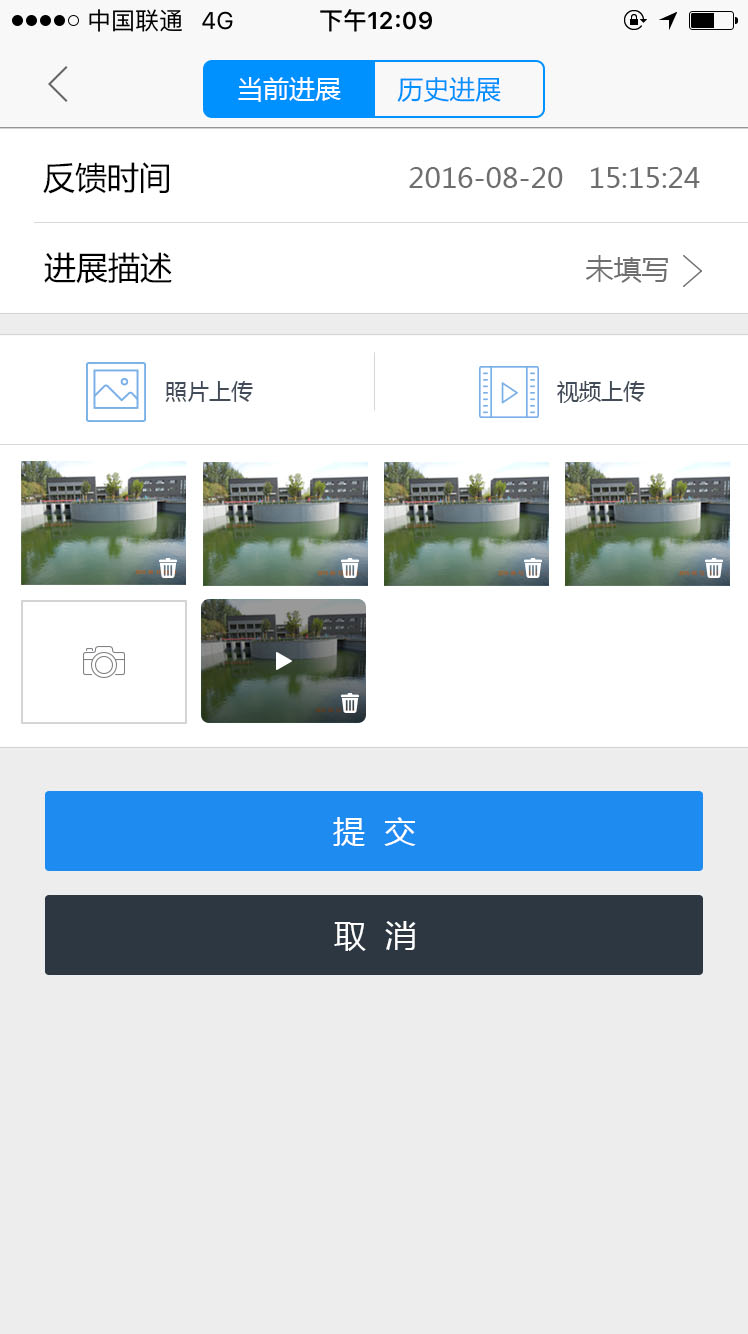 中国联通 4G 下午12:09
当前进展 历史进展
反馈时间 2016-08-20 15:15:24
进展描述 未填写
照片上传 视频上传
提 交
取 消